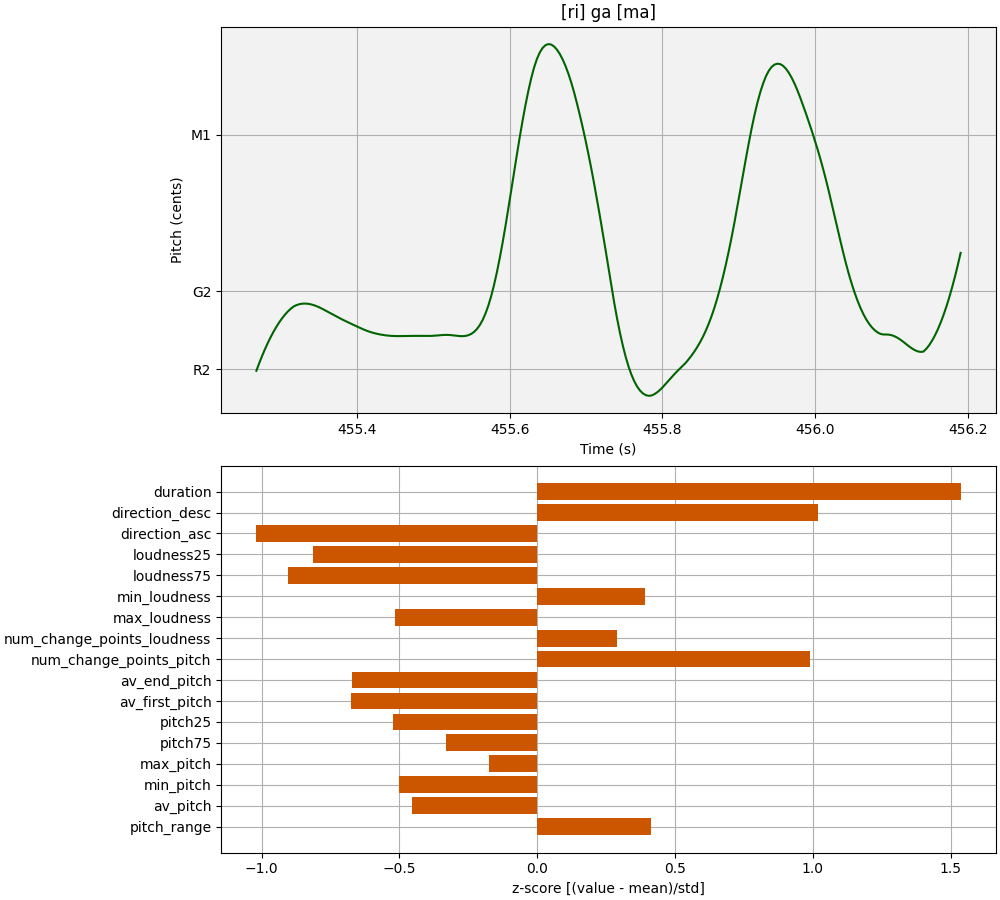 [ri] ga [ma]
M1
G2
R2
Pitch (cents)
455.4 455.6 455.8 456.0 456.2
Time (s)
duration
direction_desc
direction_asc
loudness25
loudness75
min_loudness
max_loudness
num_change_points_loudness
num_change_points_pitch
av_end_pitch
av_first_pitch
pitch25
pitch75
max_pitch
min_pitch
av_pitch
pitch_range
−1.0 −0.5 0.0 0.5 1.0 1.5
z-score [(value - mean)/std]